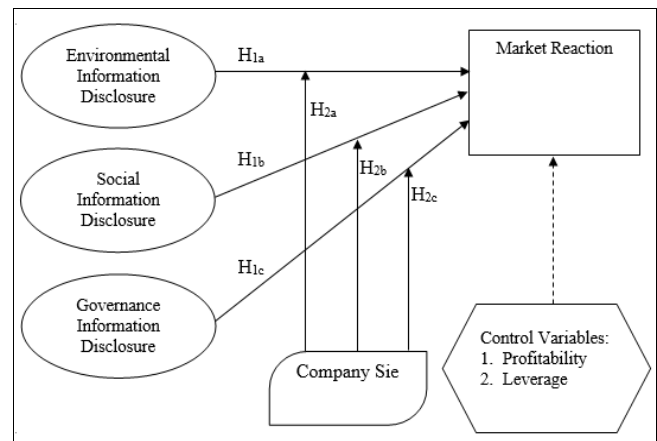 Environmental
Information
Disclosure
H1a
Market Reaction
H2a
Social
Information
Disclosure
H1b
H2b
H2c
Governance
Information
Disclosure
H1c
Company Sie
Control Variables:
1. Profitability
2. Leverage